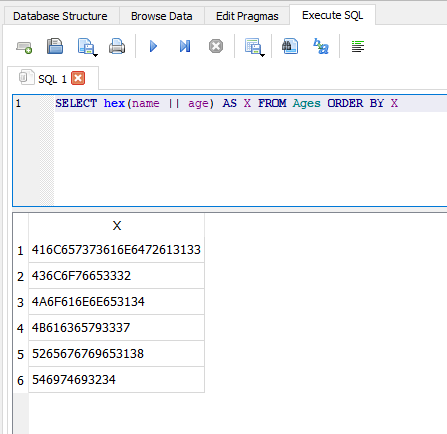 Database Structure Browse Data Edit Pragmas Execute SQL
SQL 1
1 SELECT hex(name || age) AS X FROM Ages ORDER BY X
X
1 416C657373616E6472613133
2 436C6F76653332
3 4A6F616E6E653134
4 4B616365793337
5 5265676769653138
6 546974693234